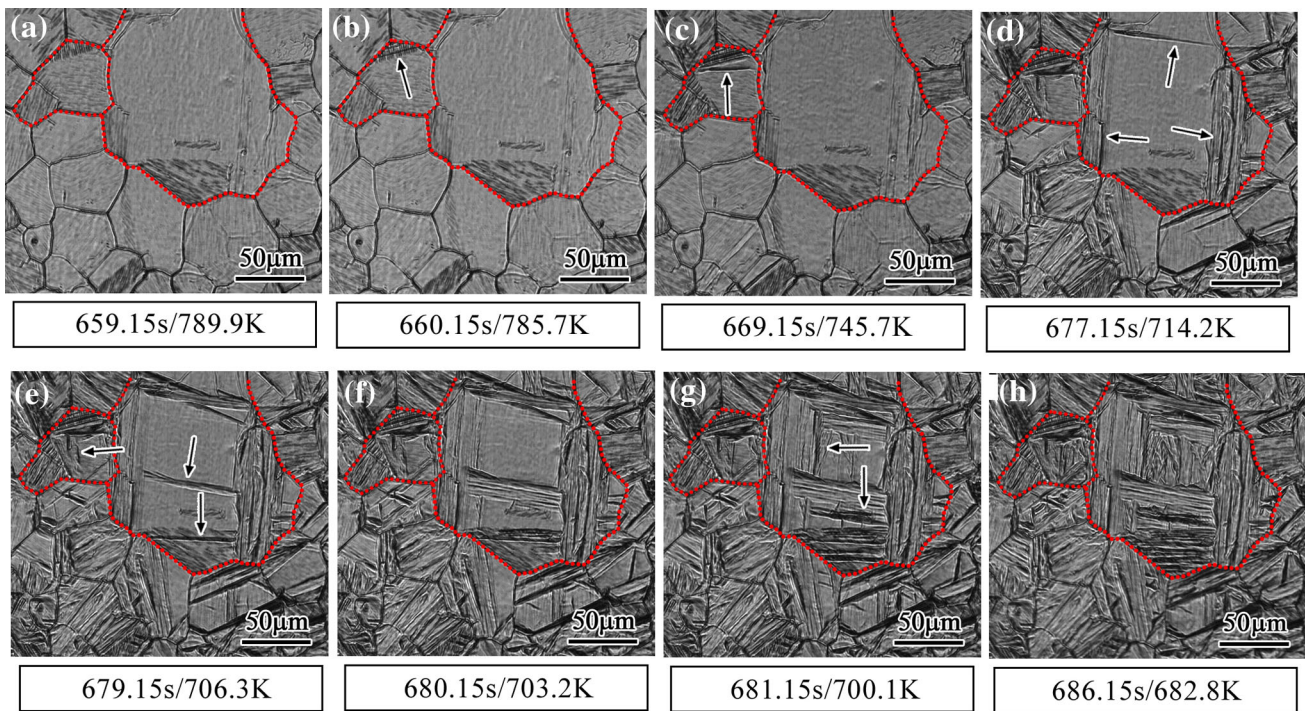 (a) (b) (c) (d)
50μm 50μm 50μm 50μm
659.15s/789.9K 660.15s/785.7K 669.15s/745.7K 677.15s/714.2K
(e) (f) (g) (h)
50μm 50μm 50μm 50μm
679.15s/706.3K 680.15s/703.2K 681.15s/700.1K 686.15s/682.8K